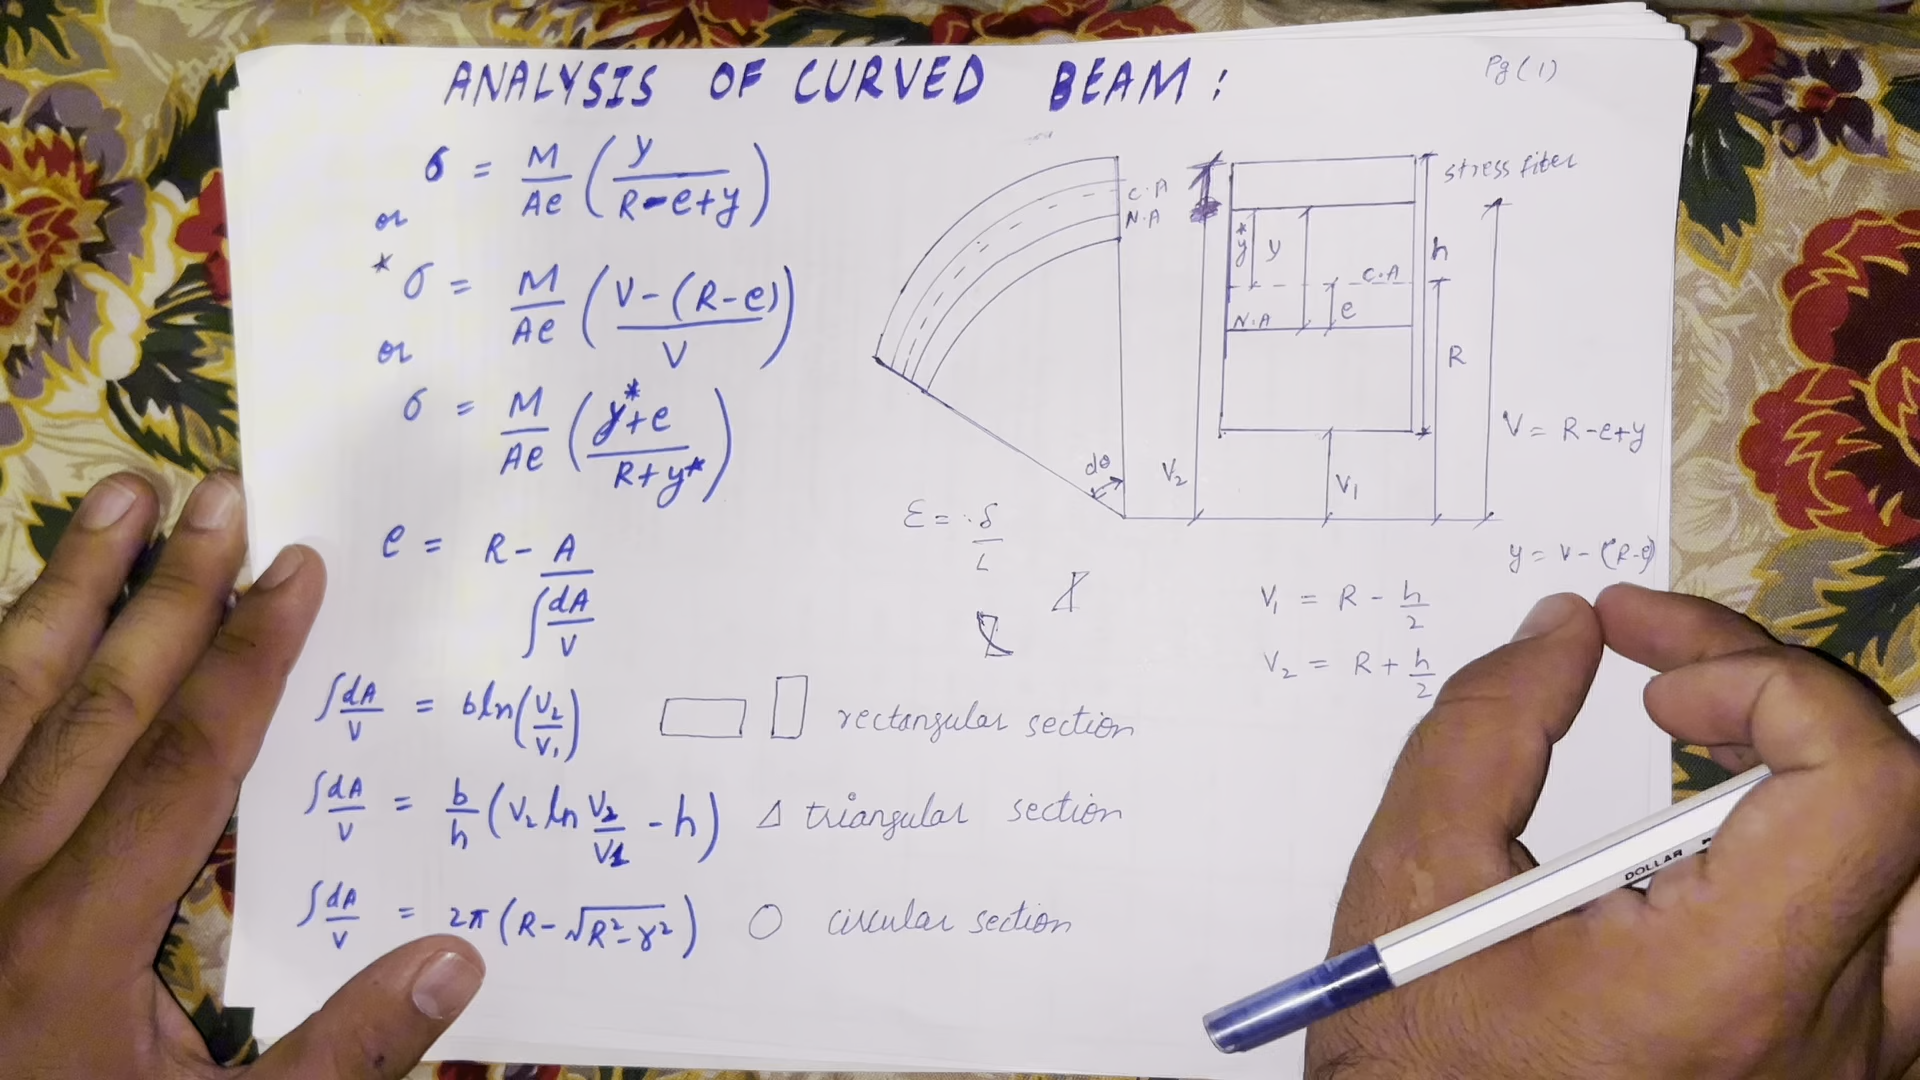 ANALYSIS OF CURVED BEAM :
Pg (1)
σ = M/Ae ( y / R-e+y )
or
* σ = M/Ae ( V-(R-e) / V )
or
σ = M/Ae ( y*+e / R+y* )
e = R - A / ∫dA/V
∫dA/V = b ln(V₂/V₁) rectangular section
∫dA/V = b/h (V₂ ln V₂/V1 - h) Δ triangular section
∫dA/V = 2π (R-√R²-r²) ○ circular section
C.A
N.A
dθ
ε = δ/L
stress fiber
y*
y
h
C.A
e
N.A
R
V₂
V₁
V = R-e+y
y = V-(R-e)
V₁ = R - h/2
V₂ = R + h/2
DOLLAR